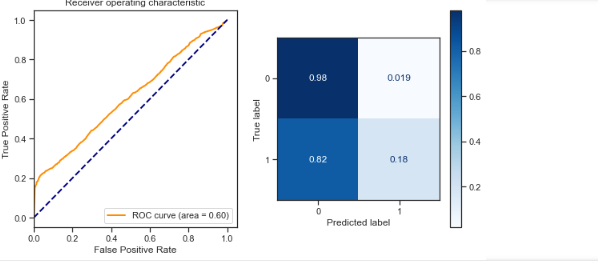 Receiver operating characteristic
1.0
0.8
0.6
0.4
0.2
0.0
True Positive Rate
0.0 0.2 0.4 0.6 0.8 1.0
False Positive Rate
ROC curve (area = 0.60)
True label
0
1
0.98 0.019
0.82 0.18
0 1
Predicted label
0.8
0.6
0.4
0.2